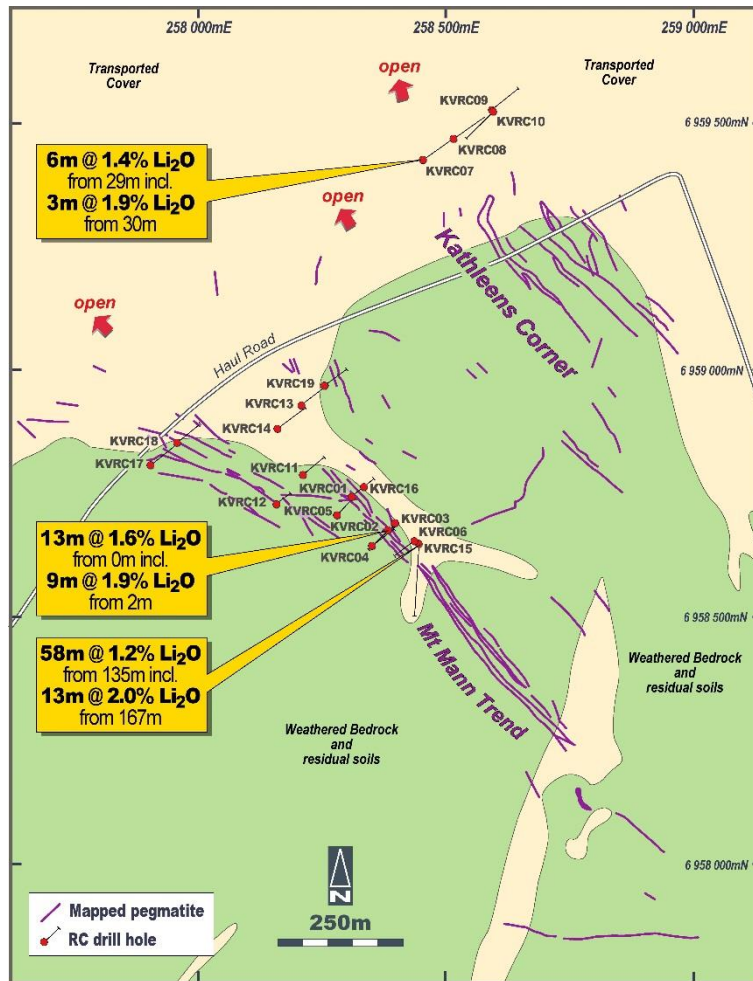 258 000mE
258 500mE
259 000mE
Transported
Cover
open
Transported
Cover
KVRC09
KVRC10
6 959 500mN
KVRC08
KVRC07
6m @ 1.4% Li₂O
from 29m incl.
3m @ 1.9% Li₂O
from 30m
open
Kathleens Corner
open
Haul Road
6 959 000mN
KVRC19
KVRC13
KVRC14
KVRC18
KVRC17
KVRC11
KVRC01
KVRC16
KVRC12
KVRC05
KVRC03
KVRC02
KVRC06
KVRC15
KVRC04
13m @ 1.6% Li₂O
from 0m incl.
9m @ 1.9% Li₂O
from 2m
6 958 500mN
58m @ 1.2% Li₂O
from 135m incl.
13m @ 2.0% Li₂O
from 167m
Mt Mann Trend
Weathered Bedrock
and
residual soils
Weathered Bedrock
and
residual soils
6 958 000mN
N
250m
Mapped pegmatite
RC drill hole